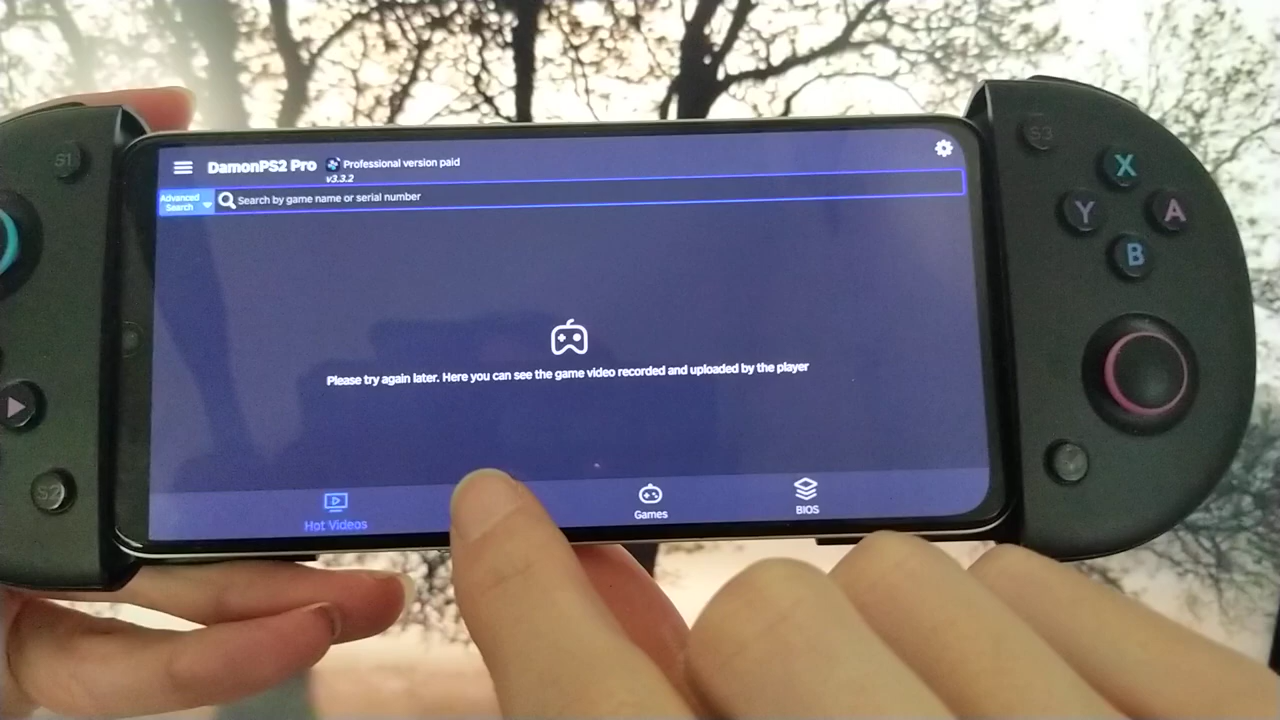 S1
S2
DamonPS2 Pro
Professional version paid
v3.3.2
Advanced
Search
Search by game name or serial number
Please try again later. Here you can see the game video recorded and uploaded by the player
Hot Videos
Games
BIOS
S3
X
Y
A
B